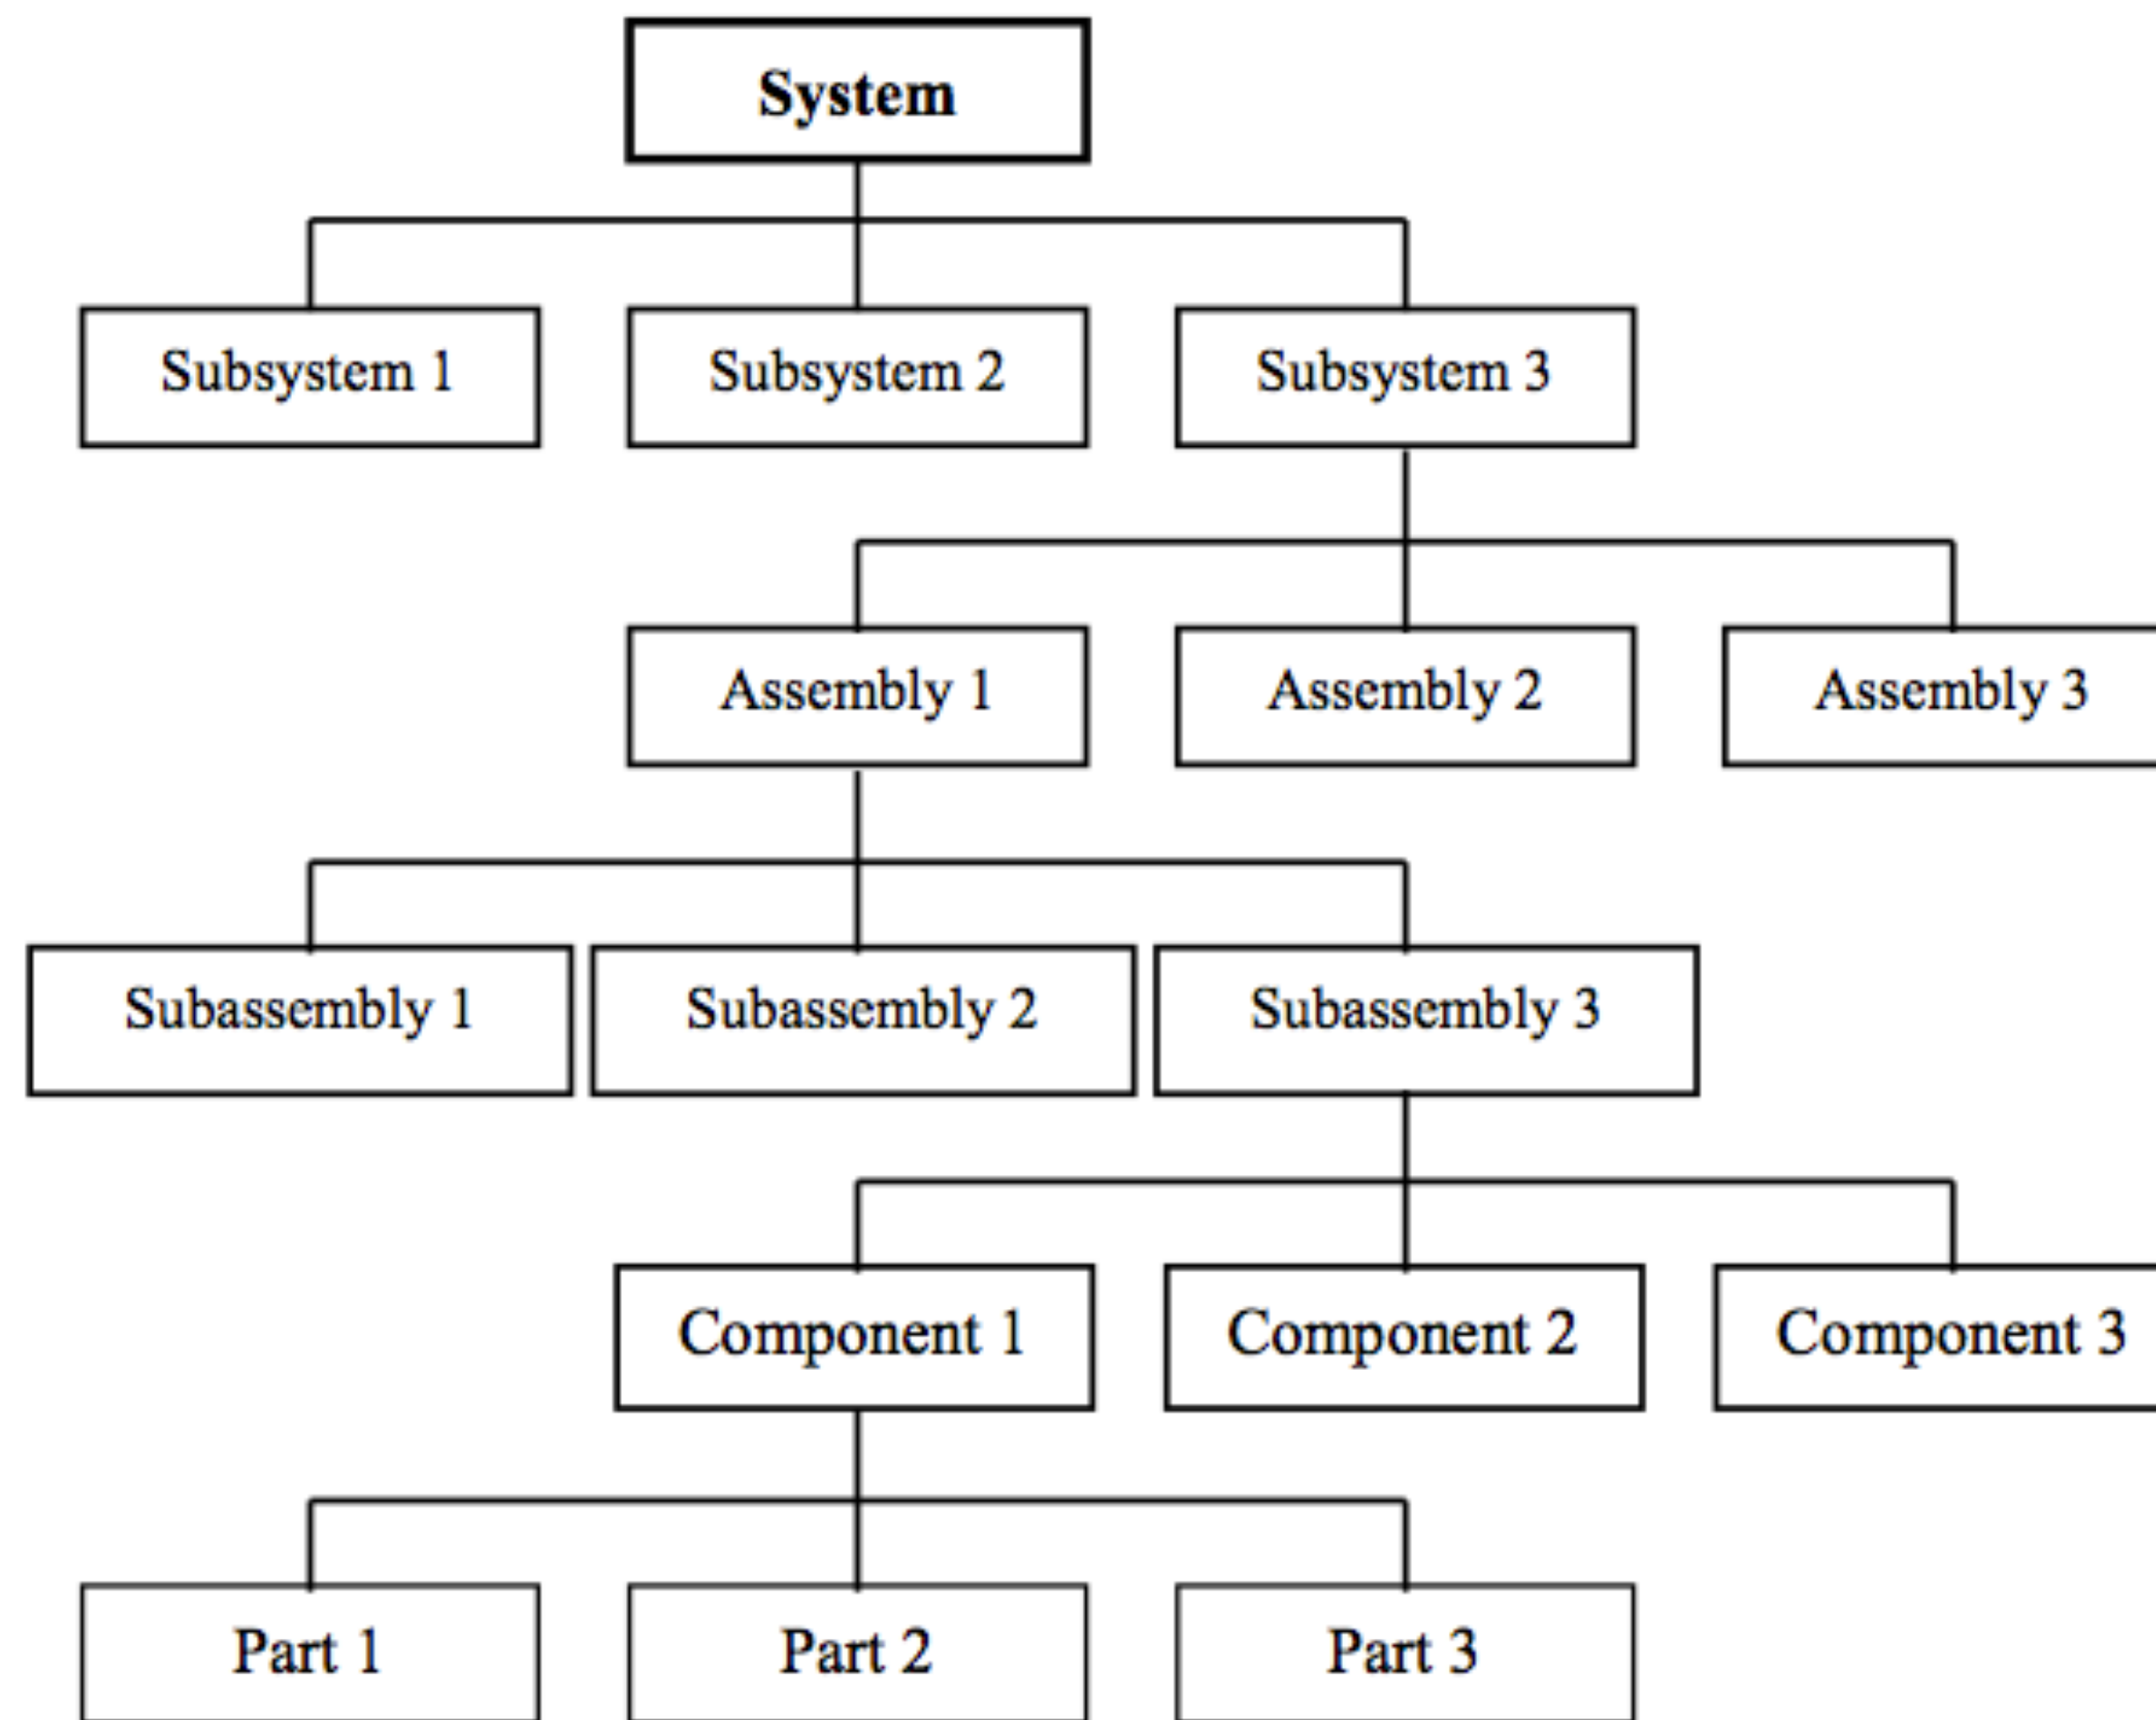 System
Subsystem 1
Subsystem 2
Subsystem 3
Assembly 1
Assembly 2
Assembly 3
Subassembly 1
Subassembly 2
Subassembly 3
Component 1
Component 2
Component 3
Part 1
Part 2
Part 3